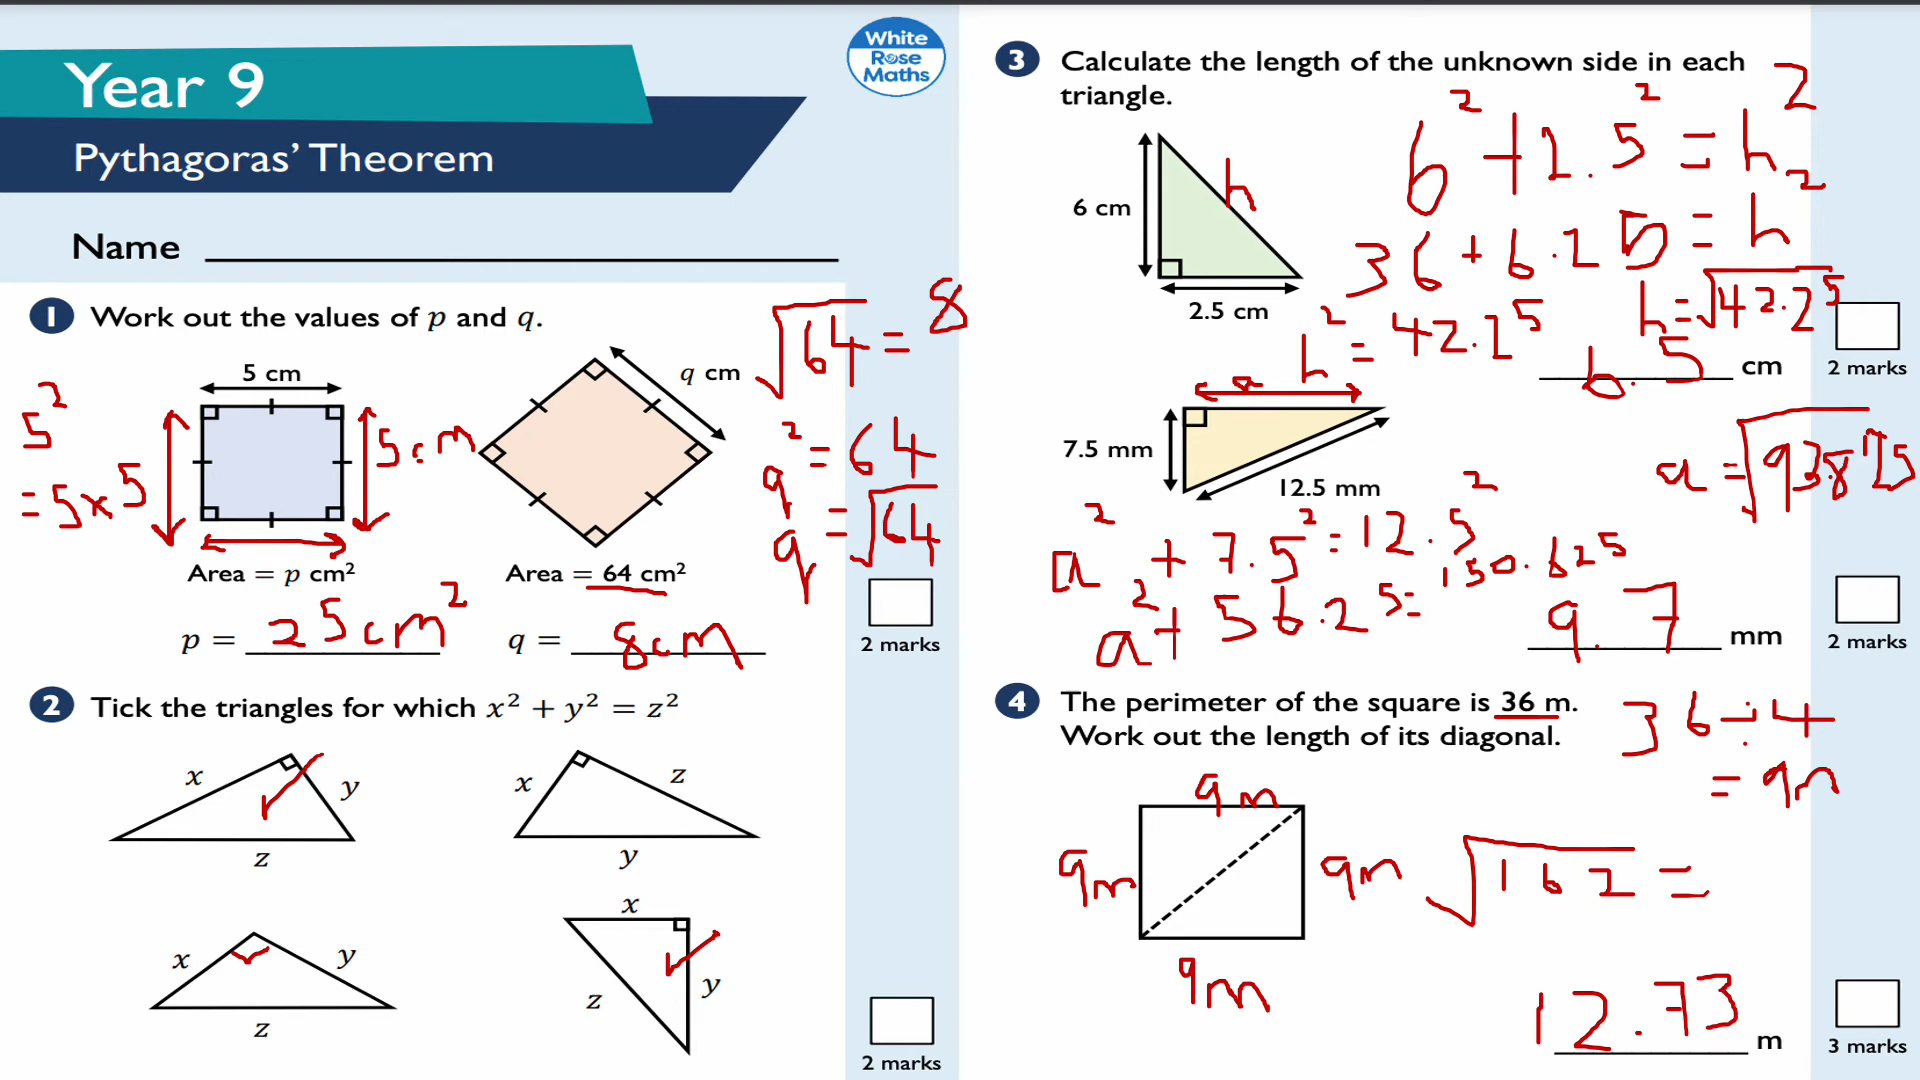 Year 9
Pythagoras' Theorem
White
Rose
Maths
Name
1 Work out the values of p and q.
5 cm
q cm
√64 = 8
5²
= 5 x 5
5cm
q² = 64
q = √64
Area = p cm²
Area = 64 cm²
p = 25cm²
q = 8cm
2 marks
2 Tick the triangles for which x² + y² = z²
x
y
z
x
z
y
x
y
z
x
y
z
2 marks
3 Calculate the length of the unknown side in each
triangle.
6² + 2.5² = h²
6 cm
h
36 + 6.25 = h²
2.5 cm
h² = 42.25
h = √42.25
6.5 cm
2 marks
a
7.5 mm
12.5 mm
a = √93.875
a² + 7.5² = 12.5²
a² + 56.25 = 150.625
9.7 mm
2 marks
4 The perimeter of the square is 36 m.
Work out the length of its diagonal.
36 ÷ 4
= 9m
9m
9m
9m
√162 =
9m
12.73 m
3 marks